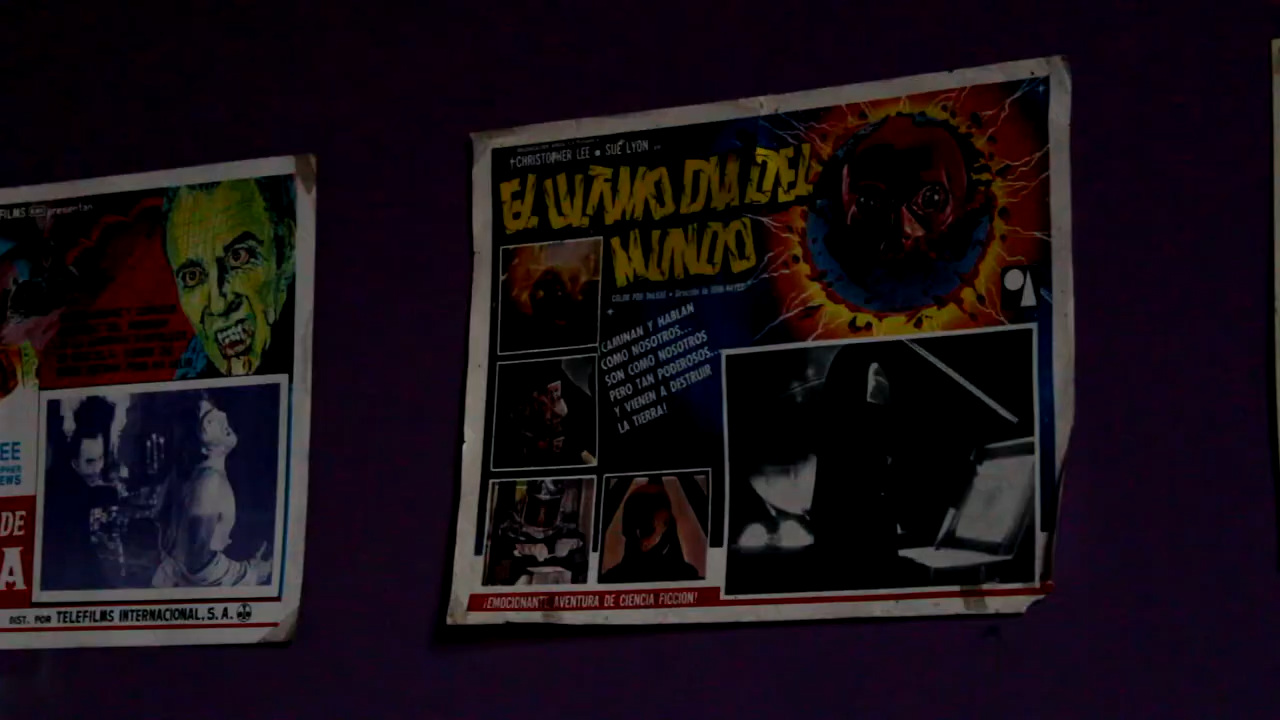 FILMS presentan
EE
DE
A
DIST. POR TELEFILMS INTERNACIONAL, S. A.
CHRISTOPHER LEE • SUE LYON
EL ULTIMO DIA DEL
MUNDO
CAMINAN Y HABLAN
COMO NOSOTROS...
SON COMO NOSOTROS
PERO TAN PODEROSOS...
Y VIENEN A DESTRUIR
LA TIERRA!
¡EMOCIONANTE AVENTURA DE CIENCIA FICCION!